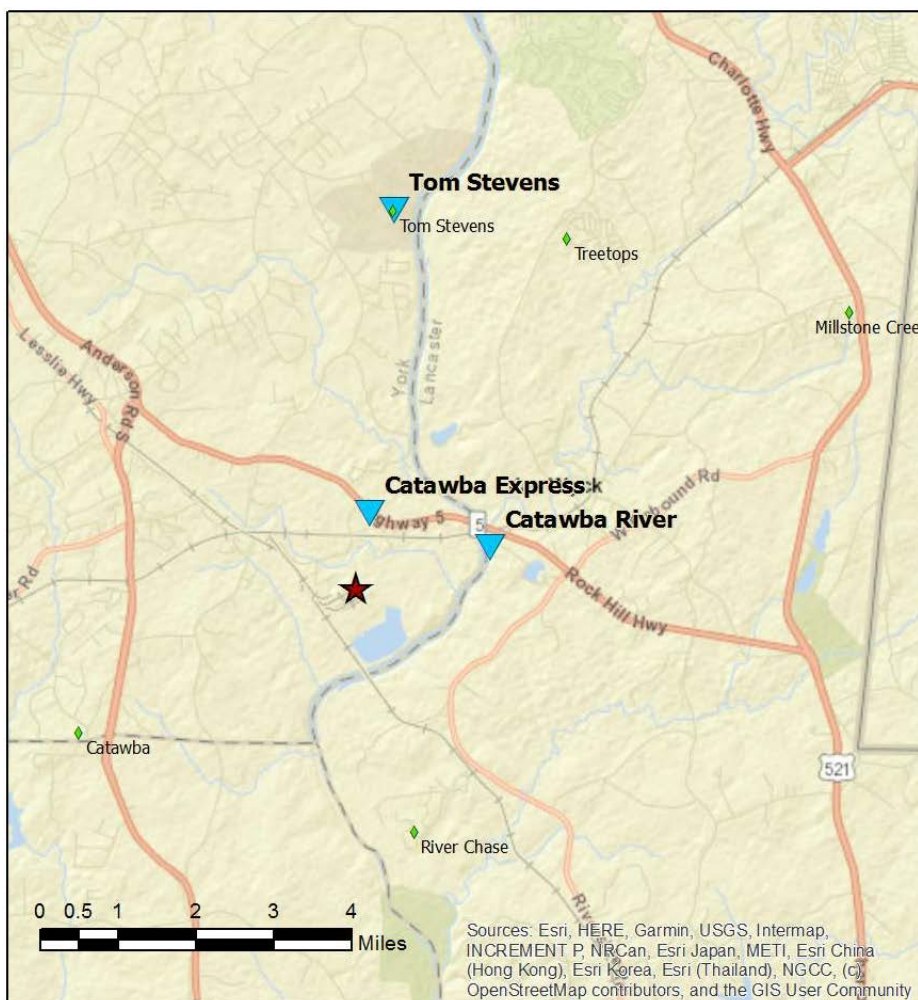 Charlotte Hwy
Tom Stevens
Tom Stevens
Treetops
Millstone Cree
Lesslie Hwy
Anderson Rd S
York
Lancaster
Catawba Express
ghway 5
5
Catawba River
Rock Hill Hwy
er Rd
Catawba
521
River Chase
0 0.5 1 2 3 4
Miles
Sources: Esri, HERE, Garmin, USGS, Intermap,
INCREMENT P, NRCan, Esri Japan, METI, Esri China
(Hong Kong), Esri Korea, Esri (Thailand), NGCC, (c)
OpenStreetMap contributors, and the GIS User Community